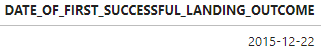 DATE_OF_FIRST_SUCCESSFUL_LANDING_OUTCOME
2015-12-22